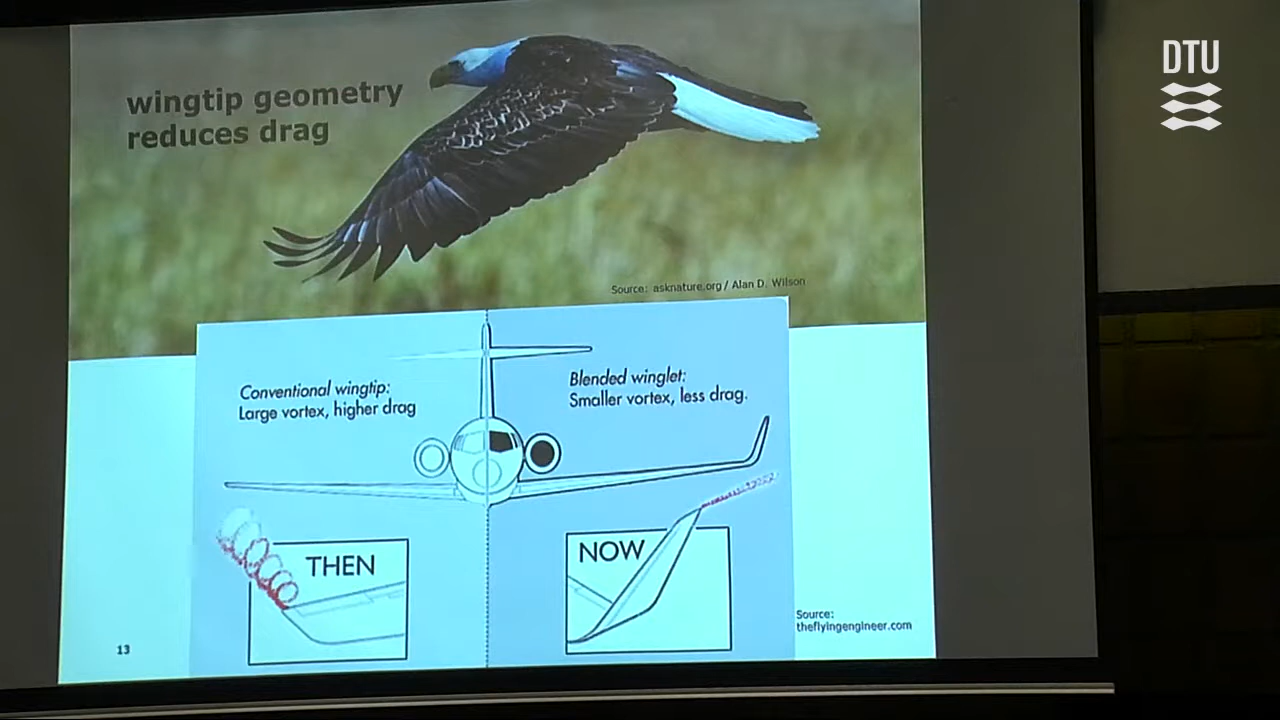 DTU
wingtip geometry
reduces drag
Source: asknature.org / Alan D. Wilson
Conventional wingtip:
Large vortex, higher drag
Blended winglet:
Smaller vortex, less drag.
THEN
NOW
Source:
theflyingengineer.com
13